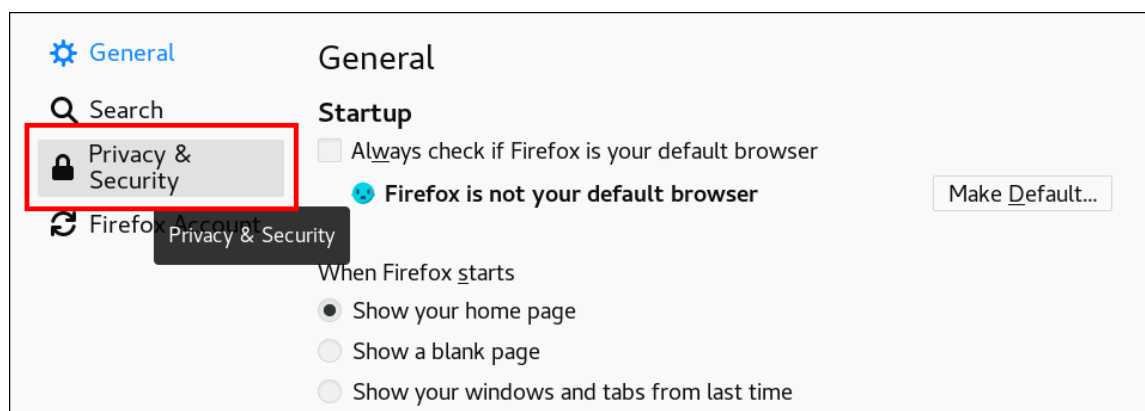 General
Search
Privacy &
Security
Firefox Account
Privacy & Security
General
Startup
Always check if Firefox is your default browser
Firefox is not your default browser
Make Default...
When Firefox starts
Show your home page
Show a blank page
Show your windows and tabs from last time